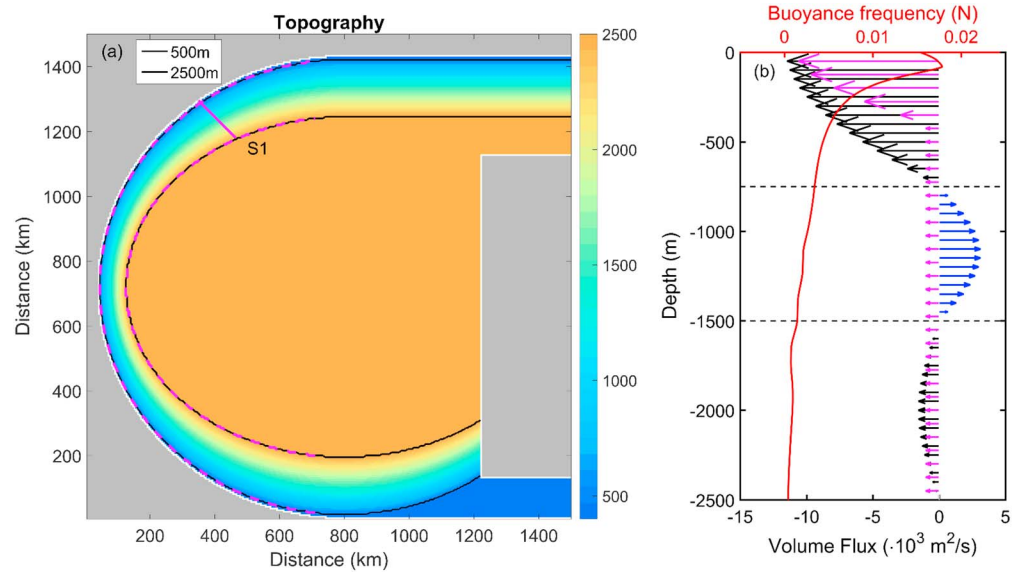 Topography
(a)
500m
2500m
S1
1400
1200
1000
800
600
400
200
Distance (km)
200 400 600 800 1000 1200 1400
Distance (km)
2500
2000
1500
1000
500
Buoyance frequency (N)
0 0.01 0.02
(b)
0
-500
-1000
-1500
-2000
-2500
Depth (m)
-15 -10 -5 0 5
Volume Flux (·10³ m²/s)